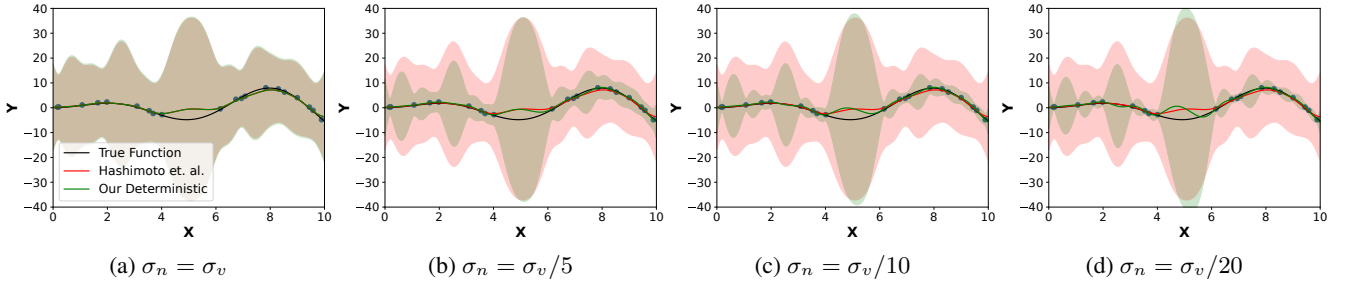 40
30
20
10
0
−10
−20
−30
−40
Y
0 2 4 6 8 10
X
True Function
Hashimoto et. al.
Our Deterministic
(a) σn = σv
40
30
20
10
0
−10
−20
−30
−40
Y
0 2 4 6 8 10
X
(b) σn = σv/5
40
30
20
10
0
−10
−20
−30
−40
Y
0 2 4 6 8 10
X
(c) σn = σv/10
40
30
20
10
0
−10
−20
−30
−40
Y
0 2 4 6 8 10
X
(d) σn = σv/20